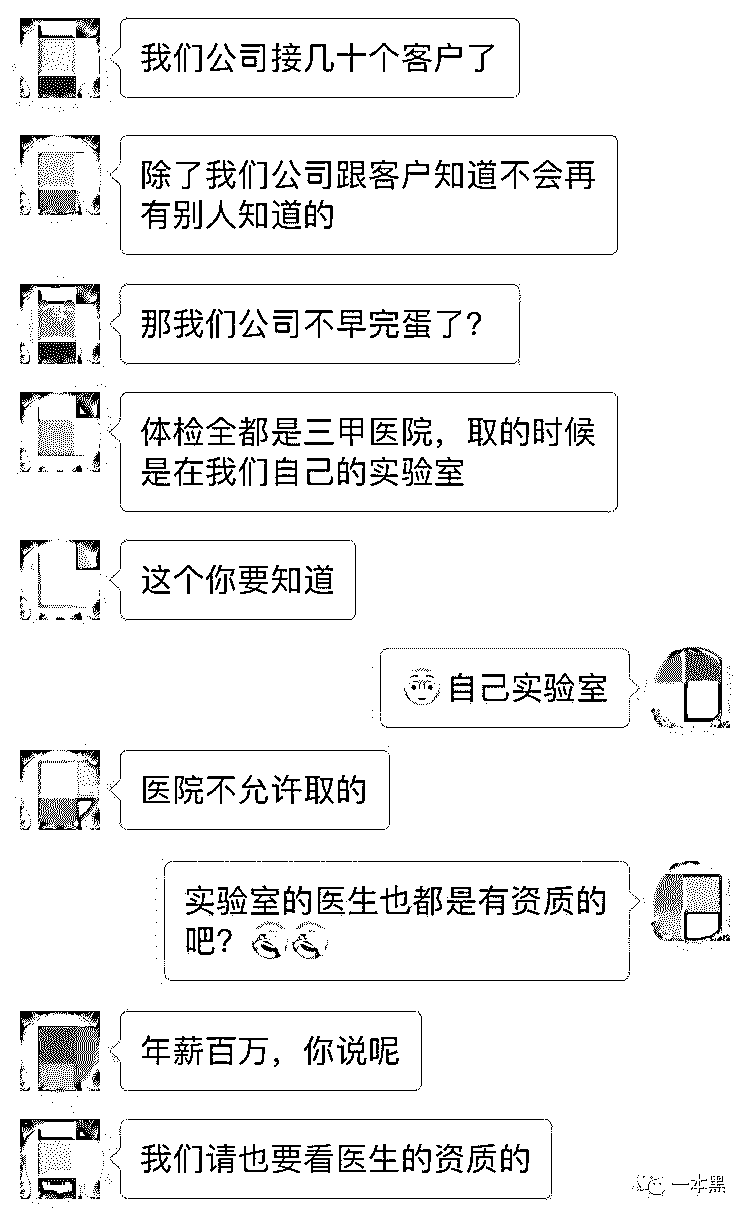 我们公司接几十个客户了
除了我们公司跟客户知道不会再
有别人知道的
那我们公司不早完蛋了？
体检全都是三甲医院，取的时候
是在我们自己的实验室
这个你要知道
自己实验室
医院不允许取的
实验室的医生也都是有资质的
吧？
年薪百万，你说呢
我们请也要看医生的资质的
一本黑